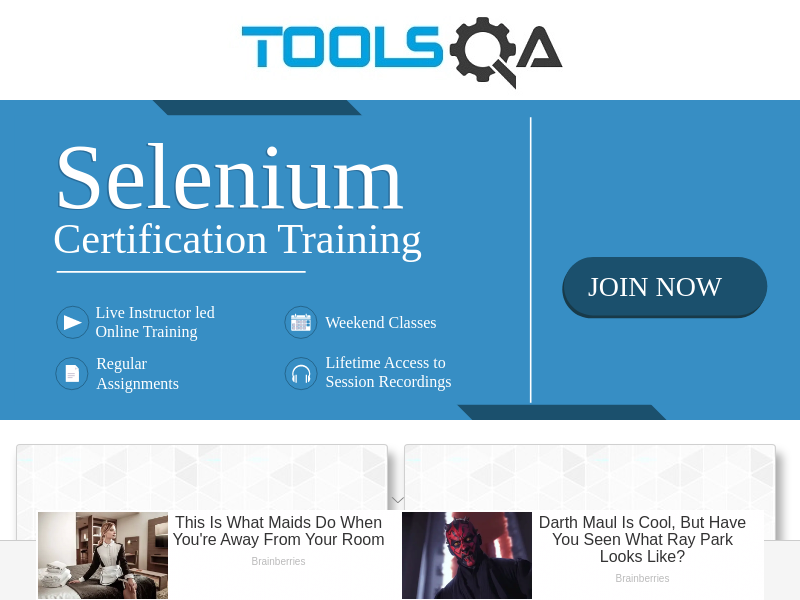 TOOLSQA
Selenium
Certification Training
Live Instructor led
Online Training
Weekend Classes
Regular
Assignments
Lifetime Access to
Session Recordings
JOIN NOW
This Is What Maids Do When
You're Away From Your Room
Brainberries
Darth Maul Is Cool, But Have
You Seen What Ray Park
Looks Like?
Brainberries